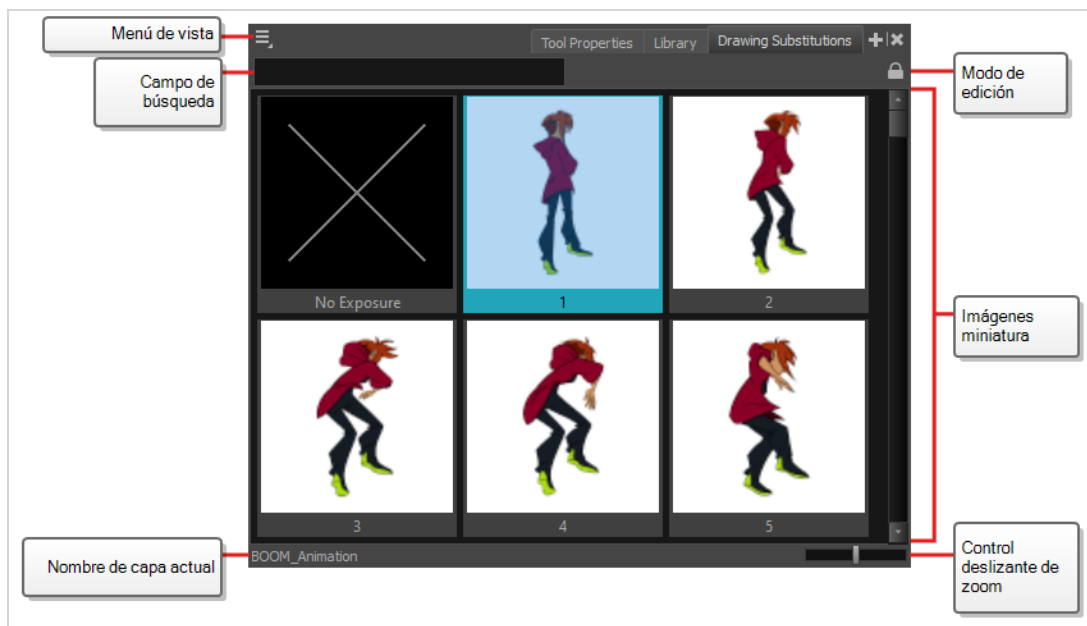 Menú de vista
Campo de
búsqueda
Tool Properties
Library
Drawing Substitutions
Modo de
edición
No Exposure
1
2
Imágenes
miniatura
3
4
5
Nombre de capa actual
BOOM_Animation
Control
deslizante de
zoom